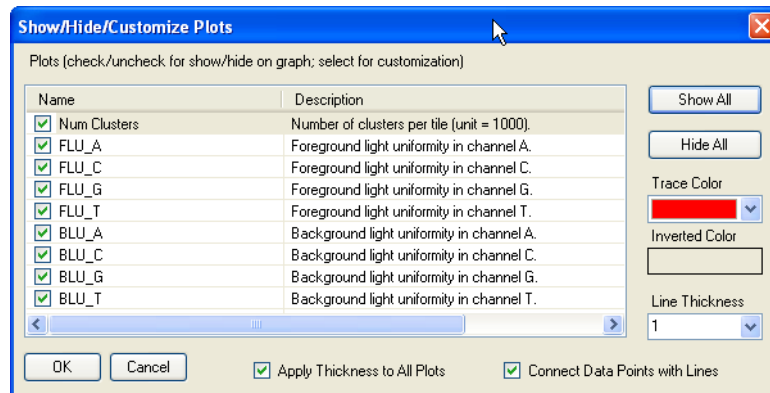 Show/Hide/Customize Plots
Plots (check/uncheck for show/hide on graph; select for customization)
Name Description
Num Clusters Number of clusters per tile (unit = 1000).
FLU_A Foreground light uniformity in channel A.
FLU_C Foreground light uniformity in channel C.
FLU_G Foreground light uniformity in channel G.
FLU_T Foreground light uniformity in channel T.
BLU_A Background light uniformity in channel A.
BLU_C Background light uniformity in channel C.
BLU_G Background light uniformity in channel G.
BLU_T Background light uniformity in channel T.
Show All
Hide All
Trace Color
Inverted Color
Line Thickness
1
OK Cancel Apply Thickness to All Plots Connect Data Points with Lines